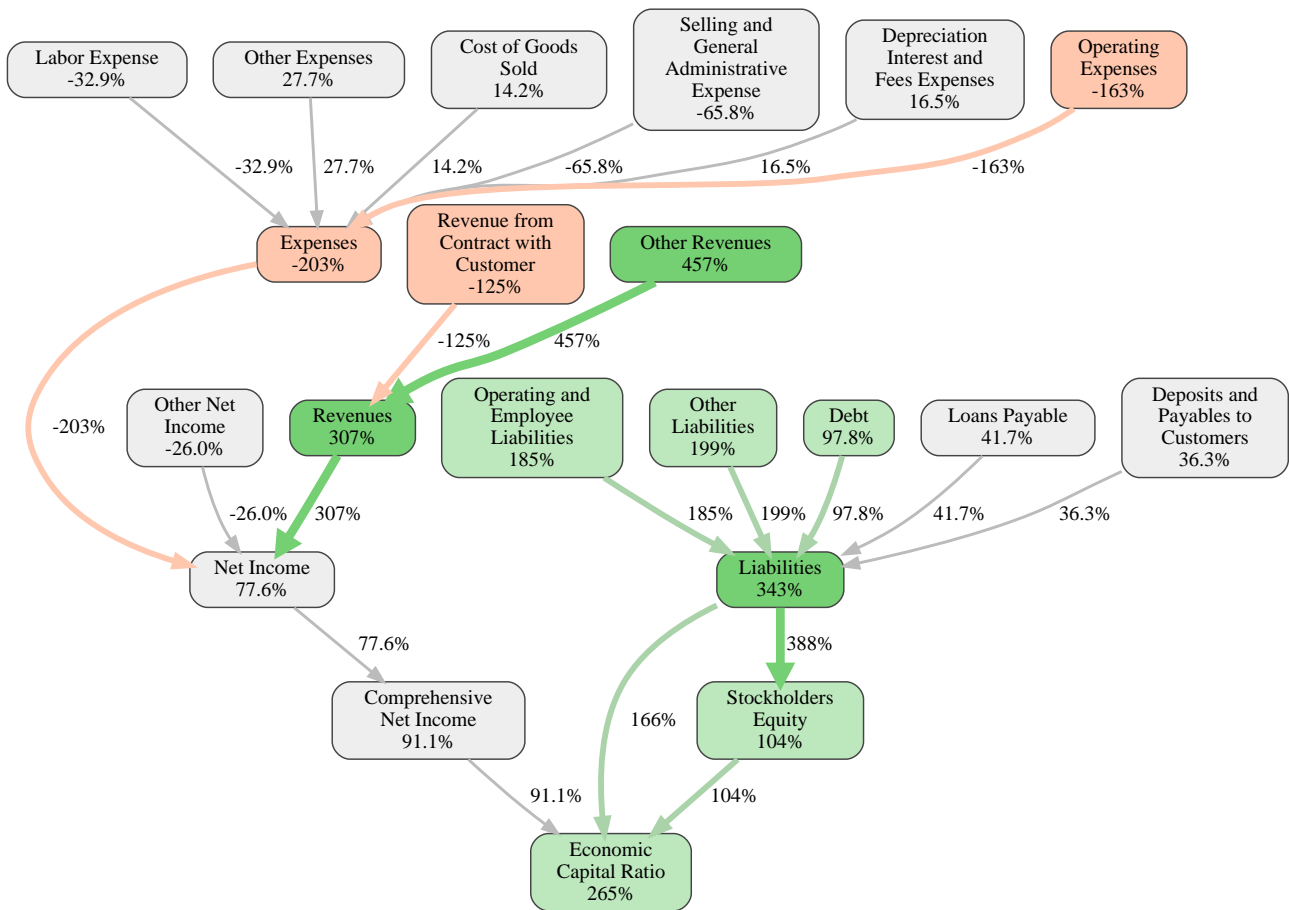 Labor Expense
-32.9%
Other Expenses
27.7%
Cost of Goods
Sold
14.2%
Selling and
General
Administrative
Expense
-65.8%
Depreciation
Interest and
Fees Expenses
16.5%
Operating
Expenses
-163%
-32.9%
27.7%
14.2%
-65.8%
16.5%
-163%
Expenses
-203%
Revenue from
Contract with
Customer
-125%
Other Revenues
457%
-125%
457%
-203%
Other Net
Income
-26.0%
Revenues
307%
Operating and
Employee
Liabilities
185%
Other
Liabilities
199%
Debt
97.8%
Loans Payable
41.7%
Deposits and
Payables to
Customers
36.3%
-26.0%
307%
185%
199%
97.8%
41.7%
36.3%
Net Income
77.6%
Liabilities
343%
77.6%
388%
Comprehensive
Net Income
91.1%
166%
Stockholders
Equity
104%
91.1%
104%
Economic
Capital Ratio
265%